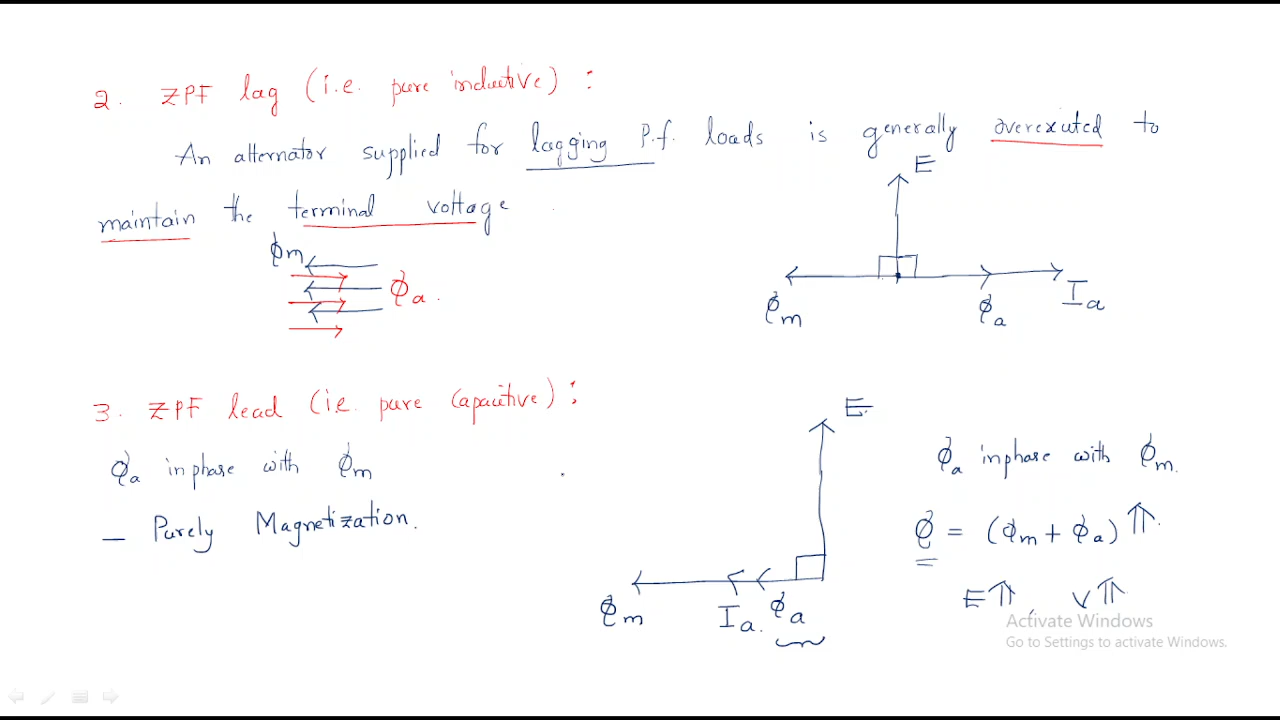 2. ZPF lag (i.e. pure inductive) :
An alternator supplied for lagging P.f. loads is generally overexuted to
maintain the terminal voltage
E
ϕm
ϕa.
ϕm ϕa Ia
3. ZPF lead (i.e. pure Capacitive) :
E
ϕa inphase with ϕm
ϕa inphase with ϕm.
— Purely Magnetization.
ϕ = (ϕm + ϕa) ⇑.
ϕm Ia. ϕa
E⇑, V⇑
Activate Windows
Go to Settings to activate Windows.